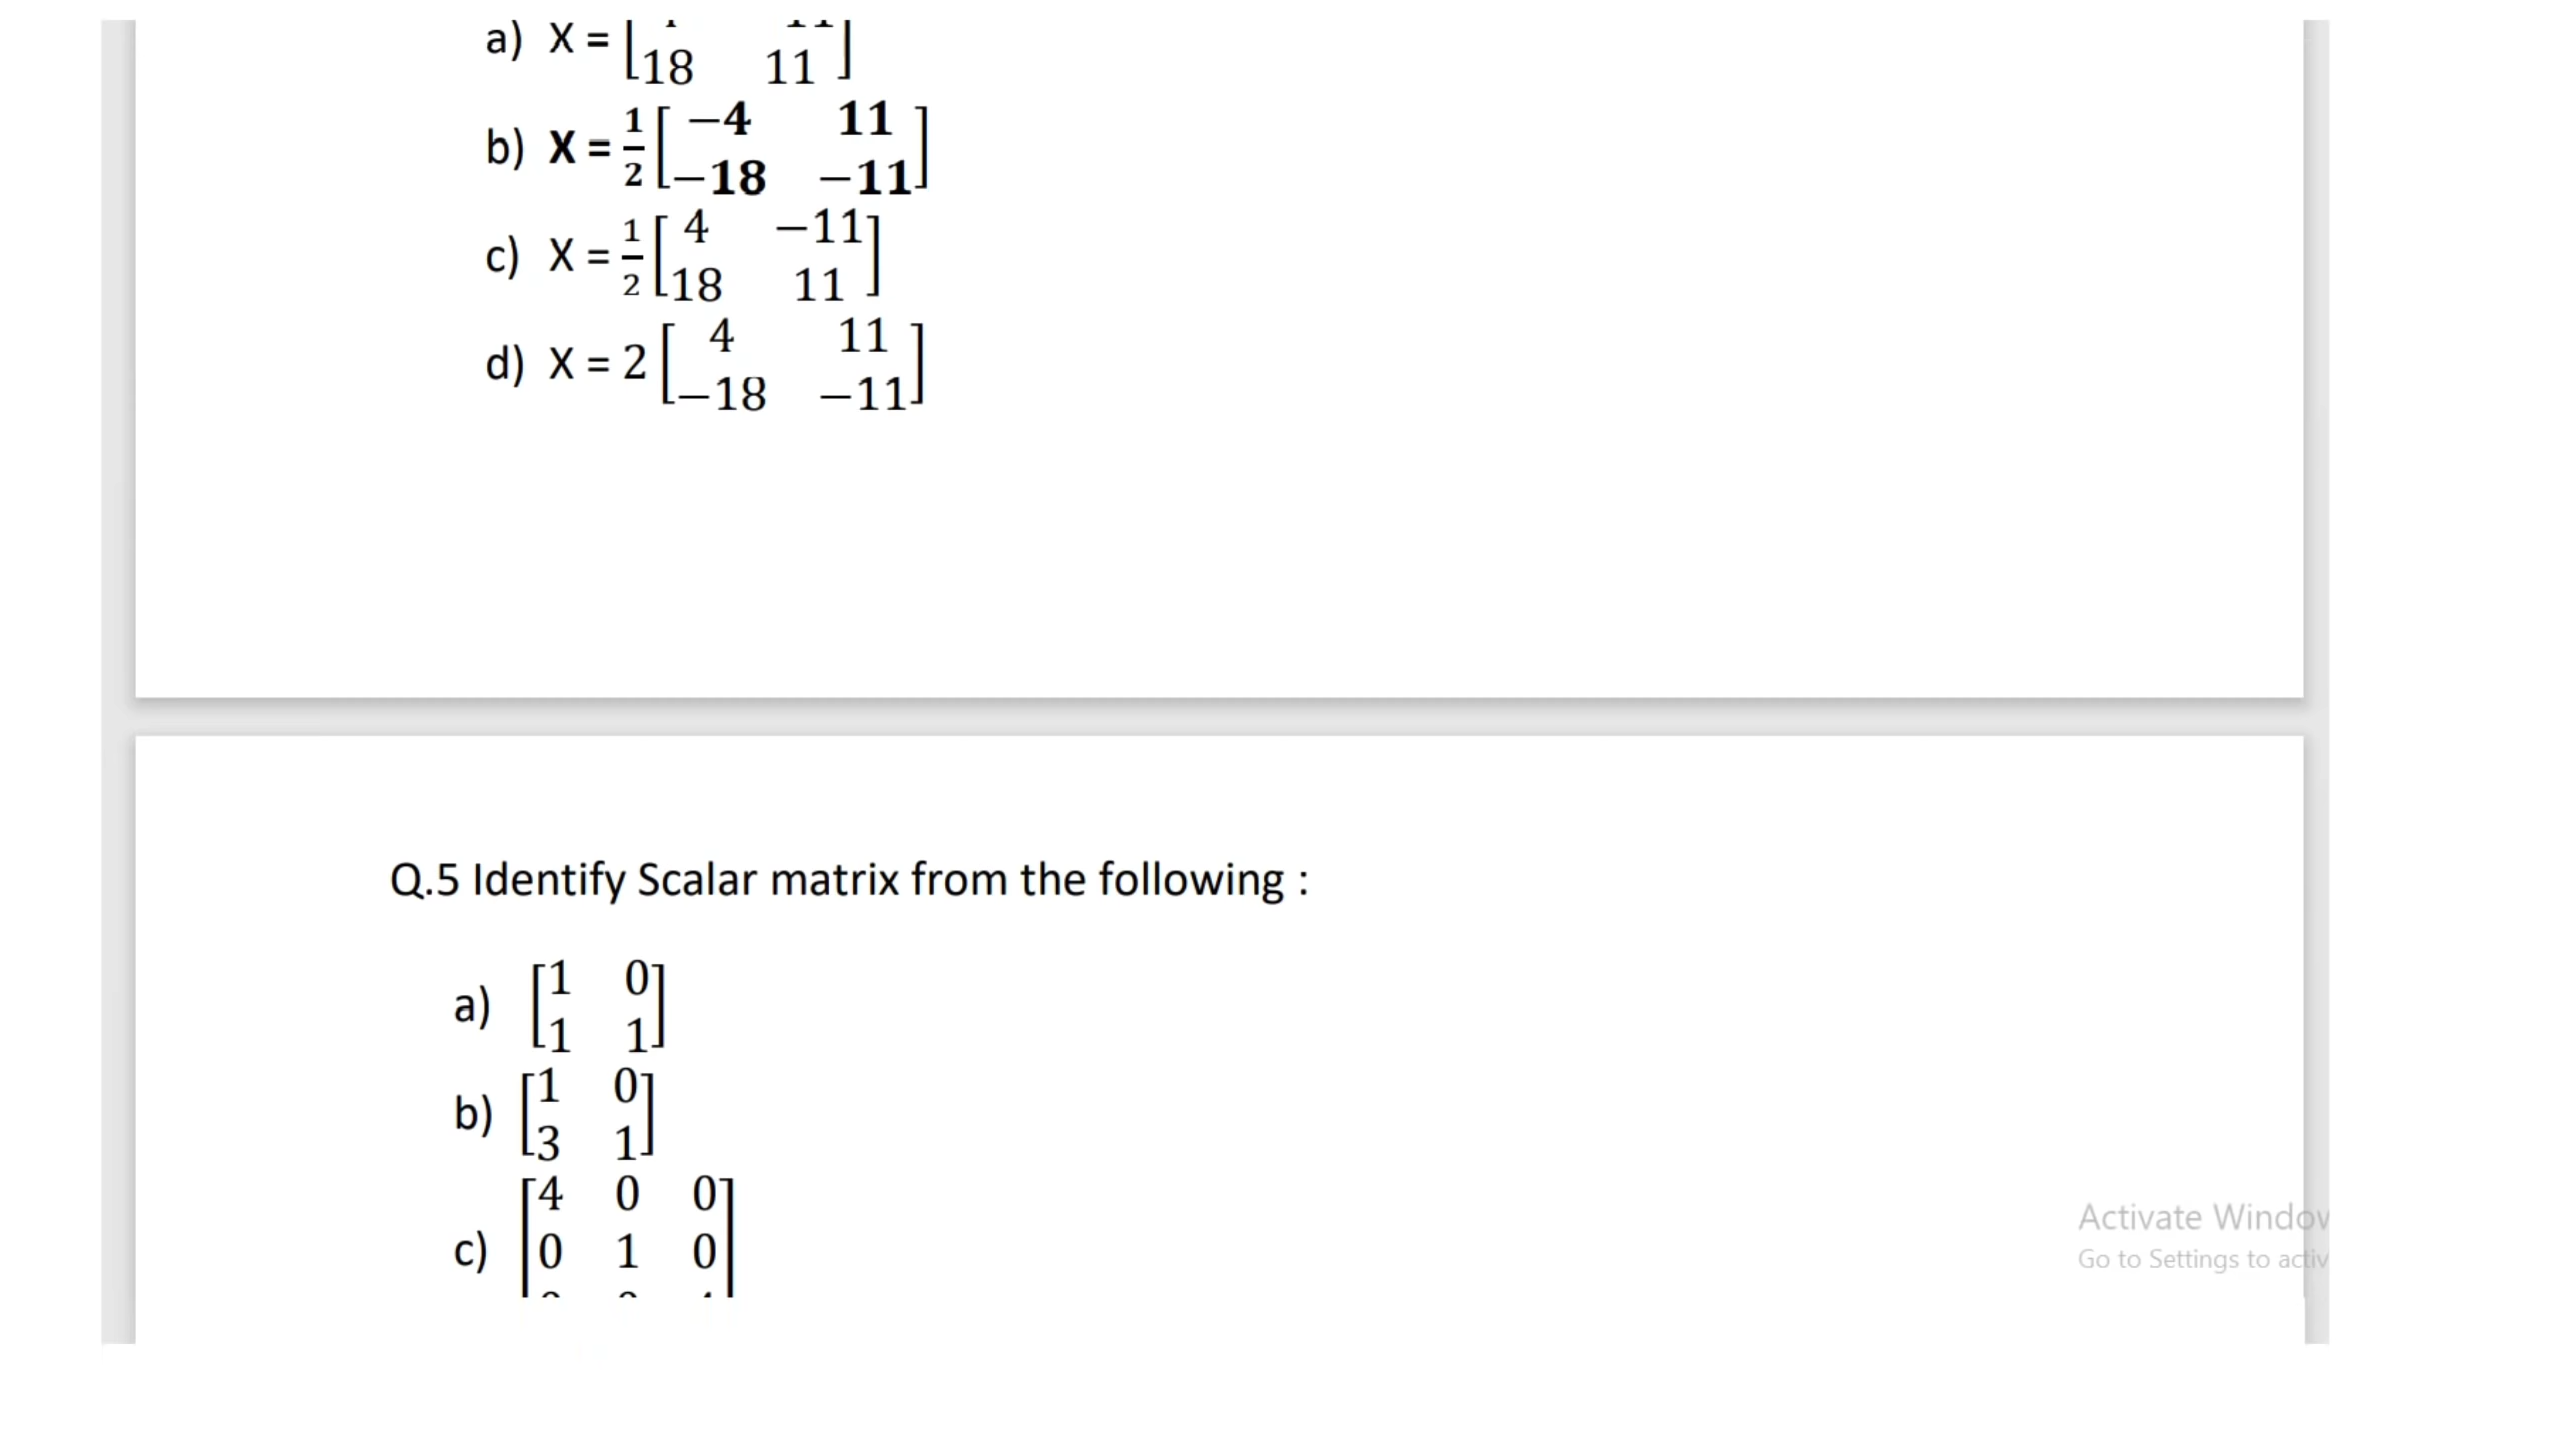 a) X = [18 11]
b) X = 1/2 [−4 11
−18 −11]
c) X = 1/2 [4 −11
18 11]
d) X = 2 [4 11
−18 −11]
Q.5 Identify Scalar matrix from the following :
a) [1 0
1 1]
b) [1 0
3 1]
c) [4 0 0
0 1 0
Activate Window
Go to Settings to activ